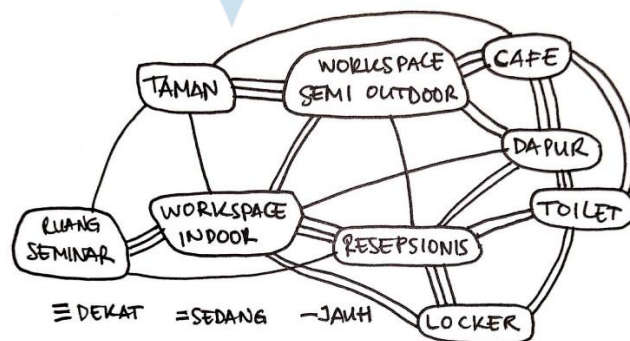 CAFE
WORKSPACE
SEMI OUTDOOR
TAMAN
DAPUR
TOILET
WORKSPACE
INDOOR
RUANG
SEMINAR
RESEPSIONIS
≡ DEKAT = SEDANG - JAUH
LOCKER